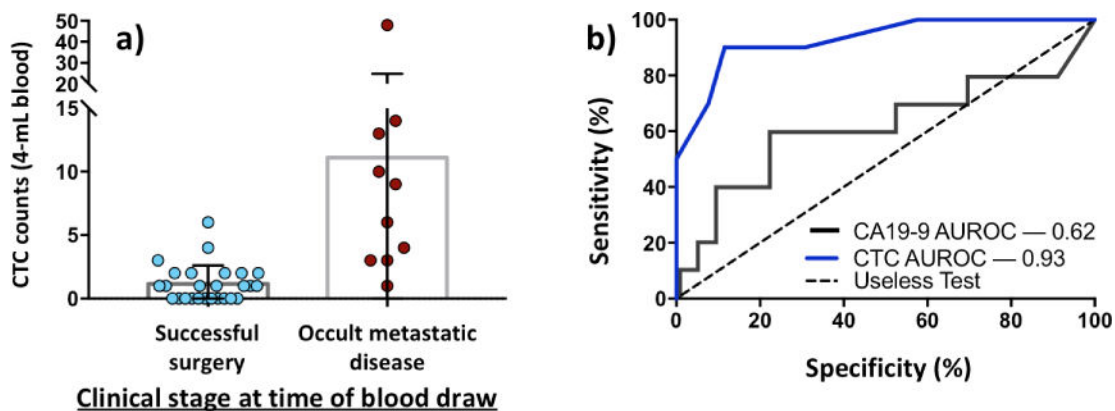 a)
CTC counts (4-mL blood)
50
40
30
20
15
10
5
0
Successful
surgery
Occult metastatic
disease
Clinical stage at time of blood draw
b)
Sensitivity (%)
100
80
60
40
20
0
0 20 40 60 80 100
CA19-9 AUROC — 0.62
CTC AUROC — 0.93
Useless Test
Specificity (%)